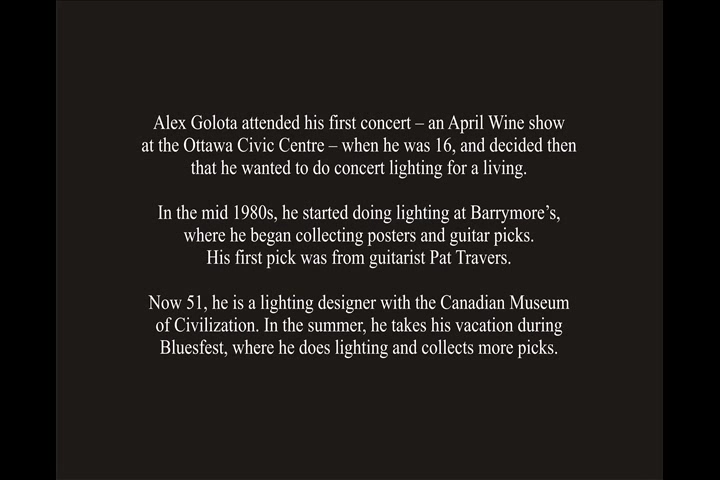 Alex Golota attended his first concert – an April Wine show
at the Ottawa Civic Centre – when he was 16, and decided then
that he wanted to do concert lighting for a living.
In the mid 1980s, he started doing lighting at Barrymore’s,
where he began collecting posters and guitar picks.
His first pick was from guitarist Pat Travers.
Now 51, he is a lighting designer with the Canadian Museum
of Civilization. In the summer, he takes his vacation during
Bluesfest, where he does lighting and collects more picks.